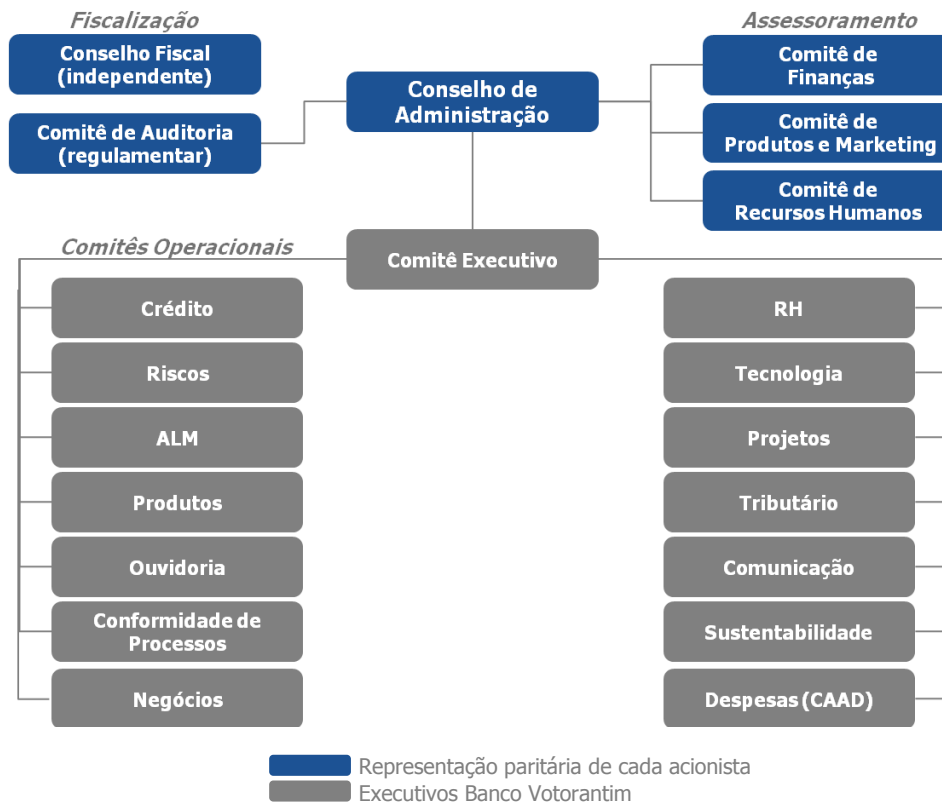 Fiscalização
Conselho Fiscal
(independente)
Comitê de Auditoria
(regulamentar)
Conselho de
Administração
Assessoramento
Comitê de
Finanças
Comitê de
Produtos e Marketing
Comitê de
Recursos Humanos
Comitês Operacionais
Comitê Executivo
Crédito
Riscos
ALM
Produtos
Ouvidoria
Conformidade de
Processos
Negócios
RH
Tecnologia
Projetos
Tributário
Comunicação
Sustentabilidade
Despesas (CAAD)
Representação paritária de cada acionista
Executivos Banco Votorantim